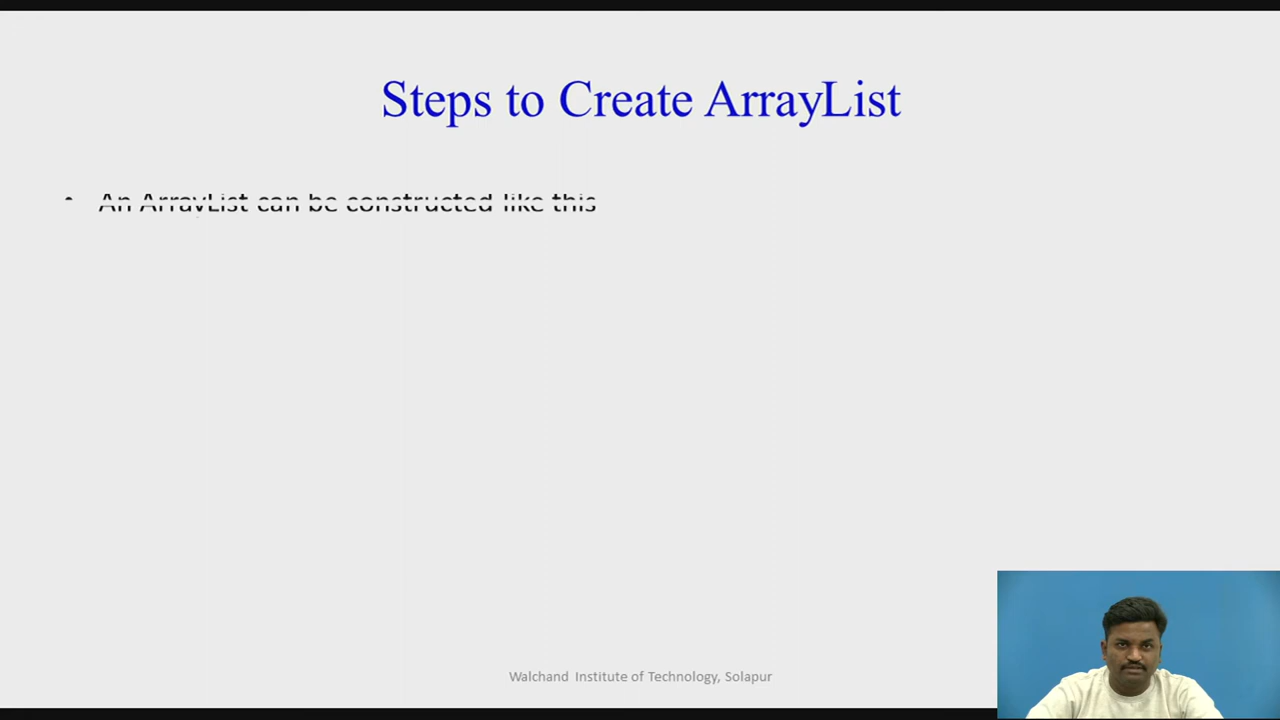 Steps to Create ArrayList
• An ArrayList can be constructed like this
Walchand Institute of Technology, Solapur